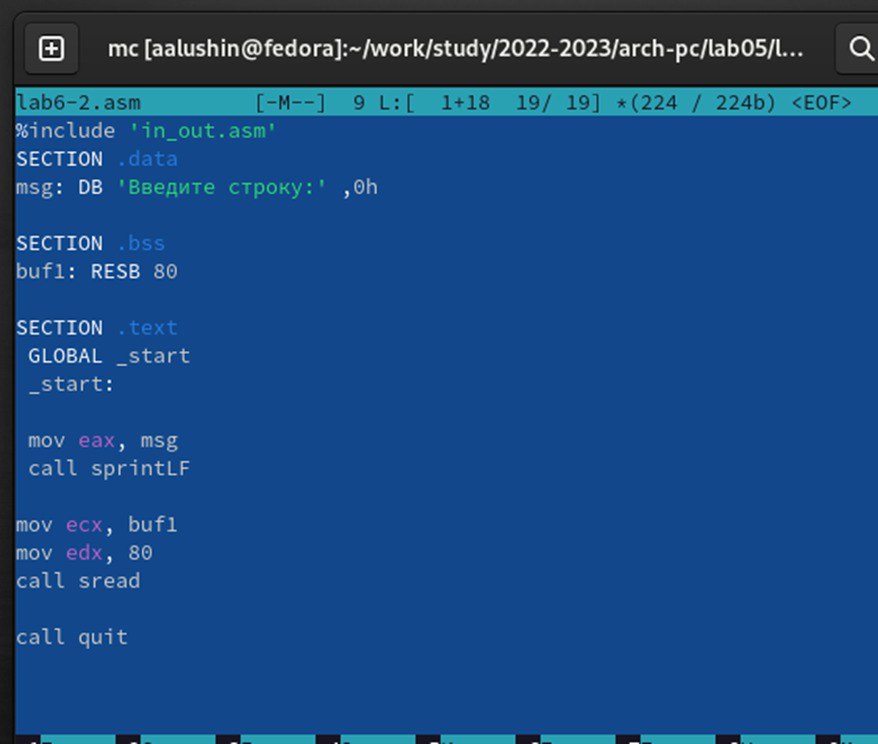 mc [aalushin@fedora]:~/work/study/2022-2023/arch-pc/lab05/l...
lab6-2.asm [-M--] 9 L:[ 1+18 19/ 19] *(224 / 224b) <EOF>
%include 'in_out.asm'
SECTION .data
msg: DB 'Введите строку:' ,0h
SECTION .bss
buf1: RESB 80
SECTION .text
GLOBAL _start
_start:
mov eax, msg
call sprintLF
mov ecx, buf1
mov edx, 80
call sread
call quit